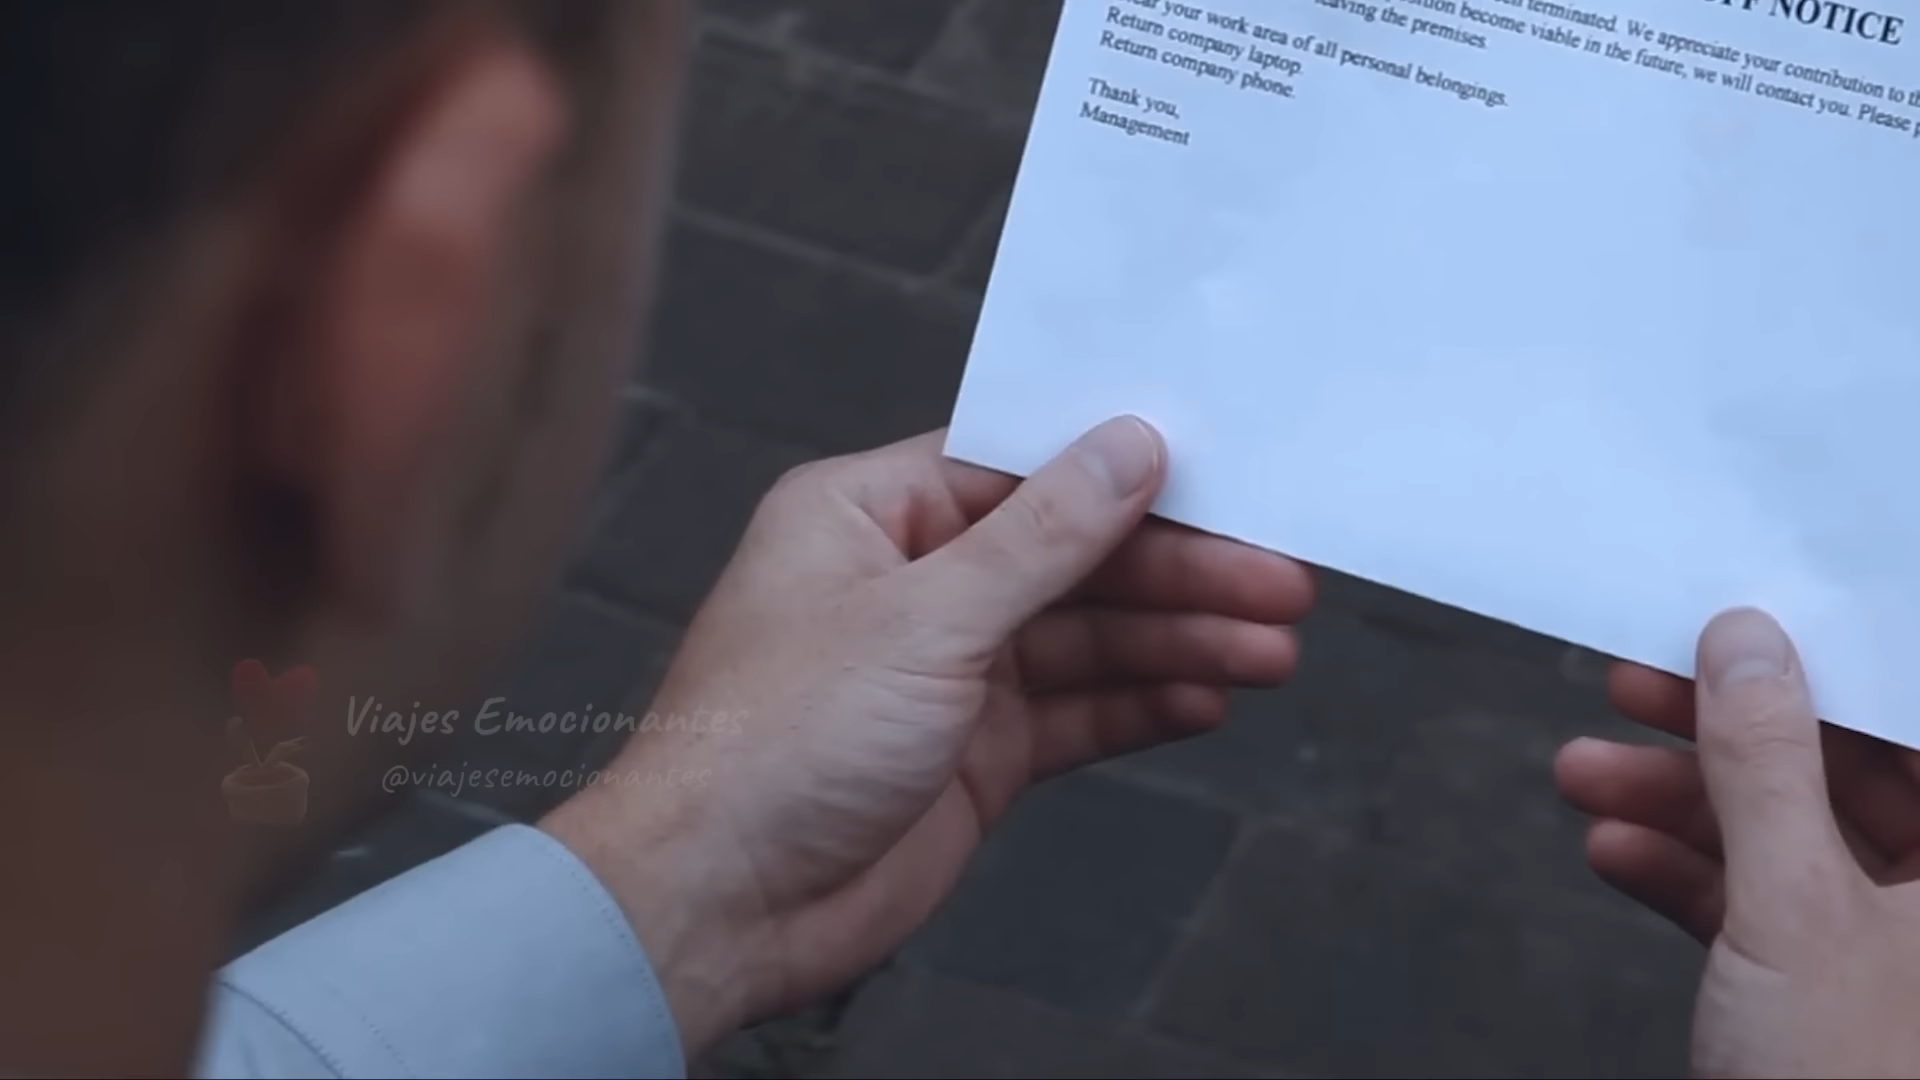 OFF NOTICE
terminated. We appreciate your contribution to
become viable in the future, we will contact you. Please
leaving the premises.
your work area of all personal belongings.
Return company laptop.
Return company phone.
Thank you,
Management
Viajes Emocionantes
@viajesemocionantes